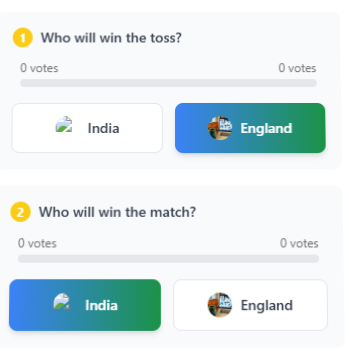 1 Who will win the toss?
0 votes 0 votes
India England
2 Who will win the match?
0 votes 0 votes
India England